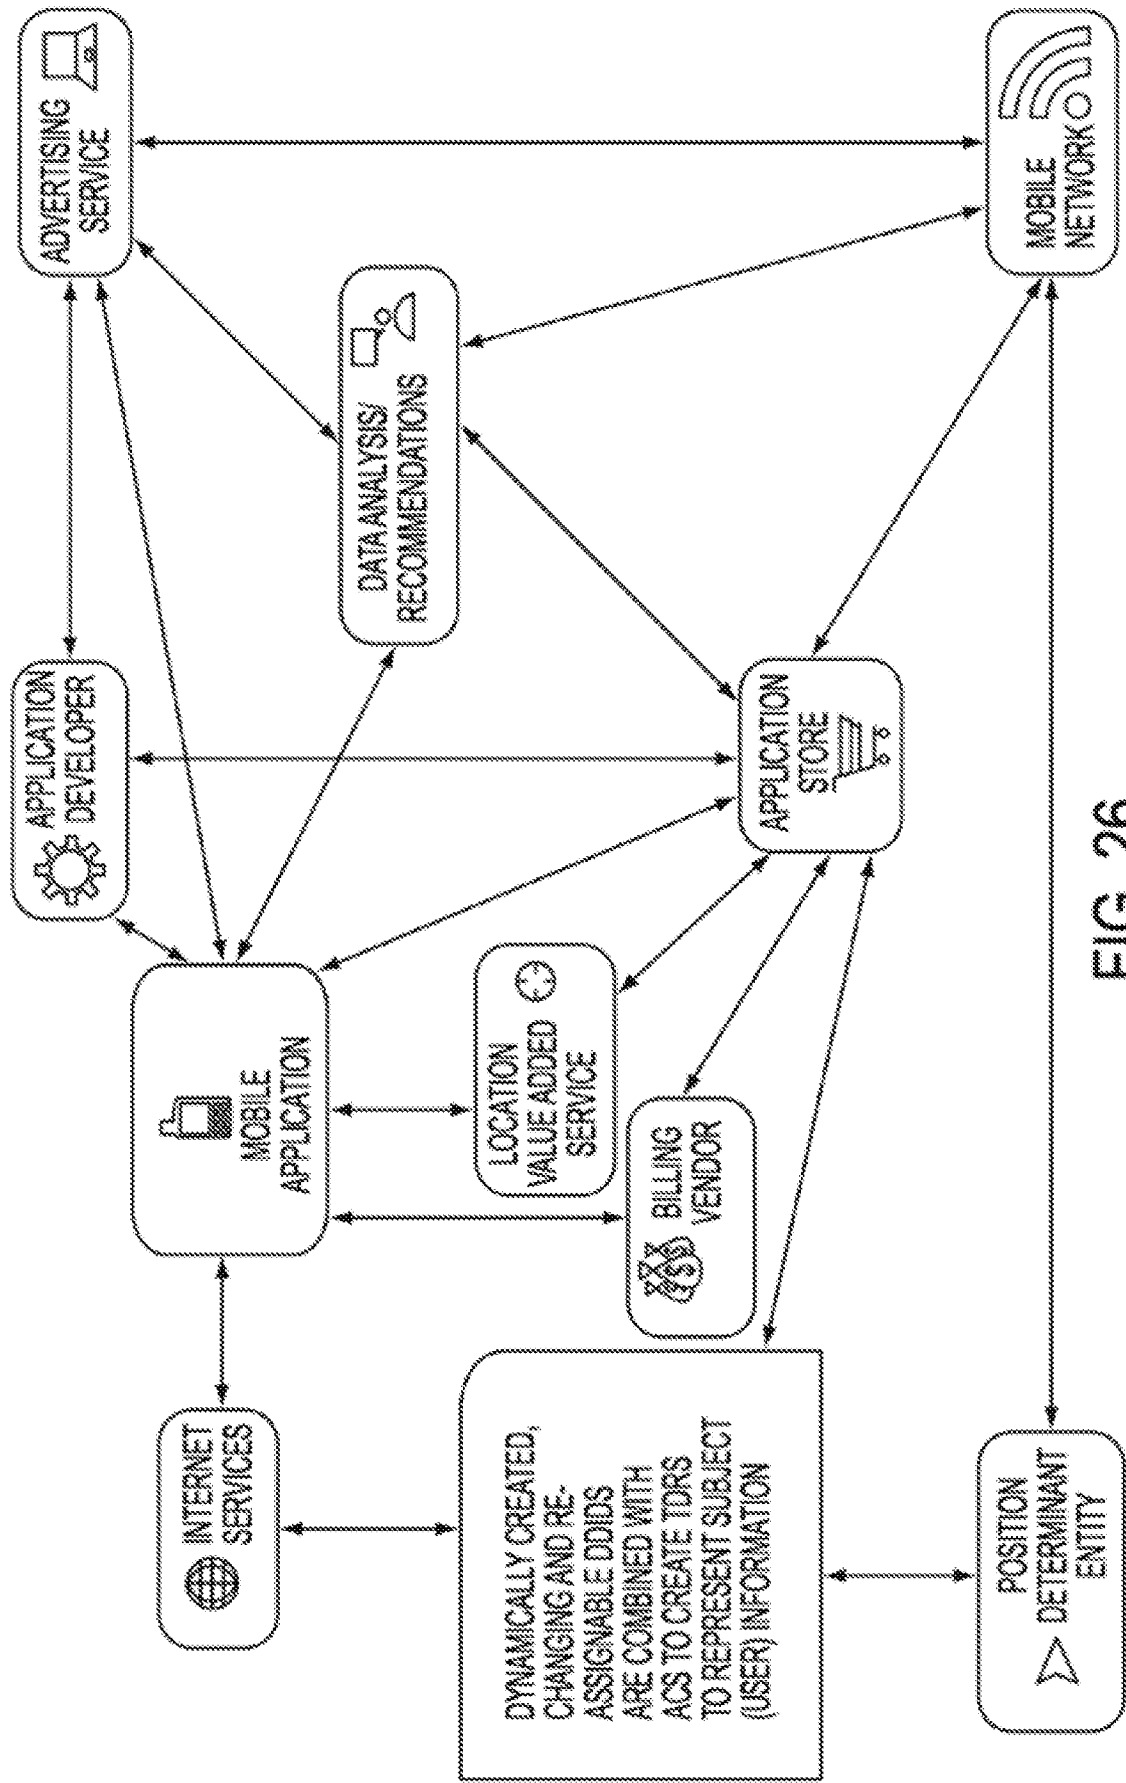 APPLICATION
DEVELOPER
ADVERTISING
SERVICE
INTERNET
SERVICES
MOBILE
APPLICATION
DATA ANALYSIS/
RECOMMENDATIONS
DYNAMICALLY CREATED,
CHANGING AND RE-
ASSIGNABLE DDIDS
ARE COMBINED WITH
ACS TO CREATE TDRS
TO REPRESENT SUBJECT
(USER) INFORMATION
LOCATION
VALUE ADDED
SERVICE
BILLING
VENDOR
APPLICATION
STORE
POSITION
DETERMINANT
ENTITY
MOBILE
NETWORK
FIG. 26